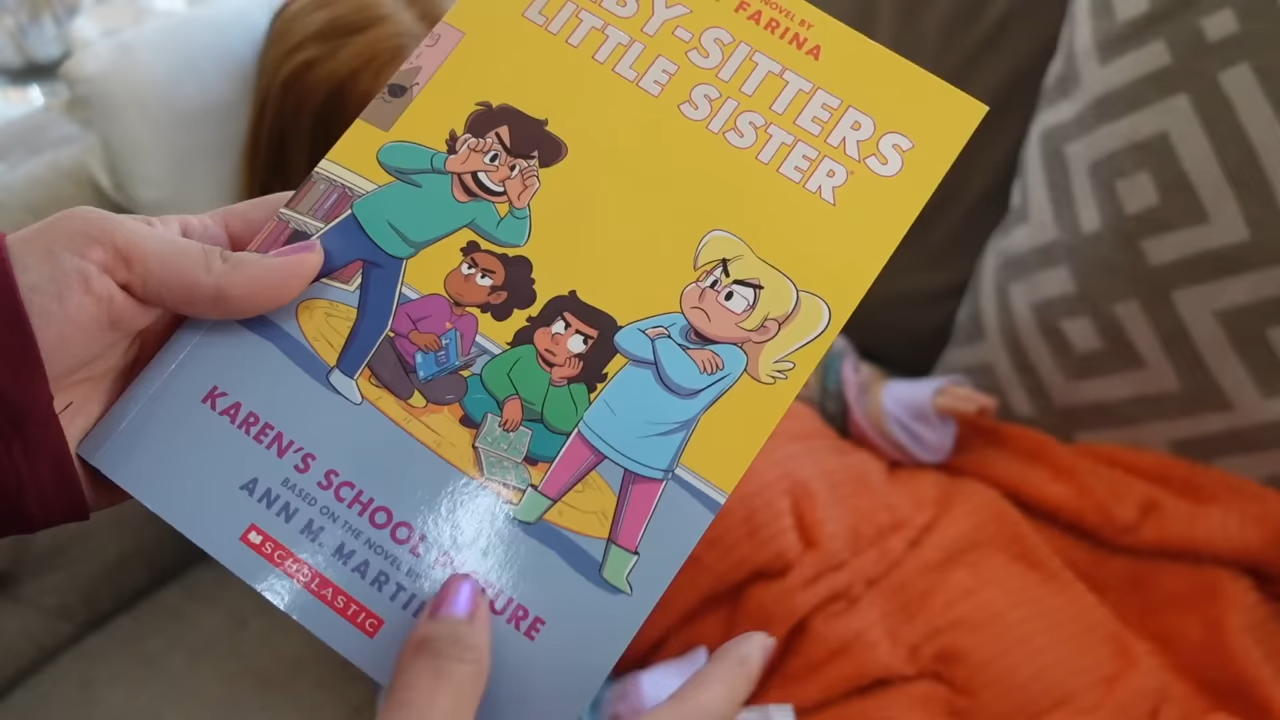 NOVEL BY
FARINA
BY-SITTERS
LITTLE SISTER
KAREN'S SCHOOL
BASED ON THE NOVEL BY
ANN M. MARTIN
SCHOLASTIC